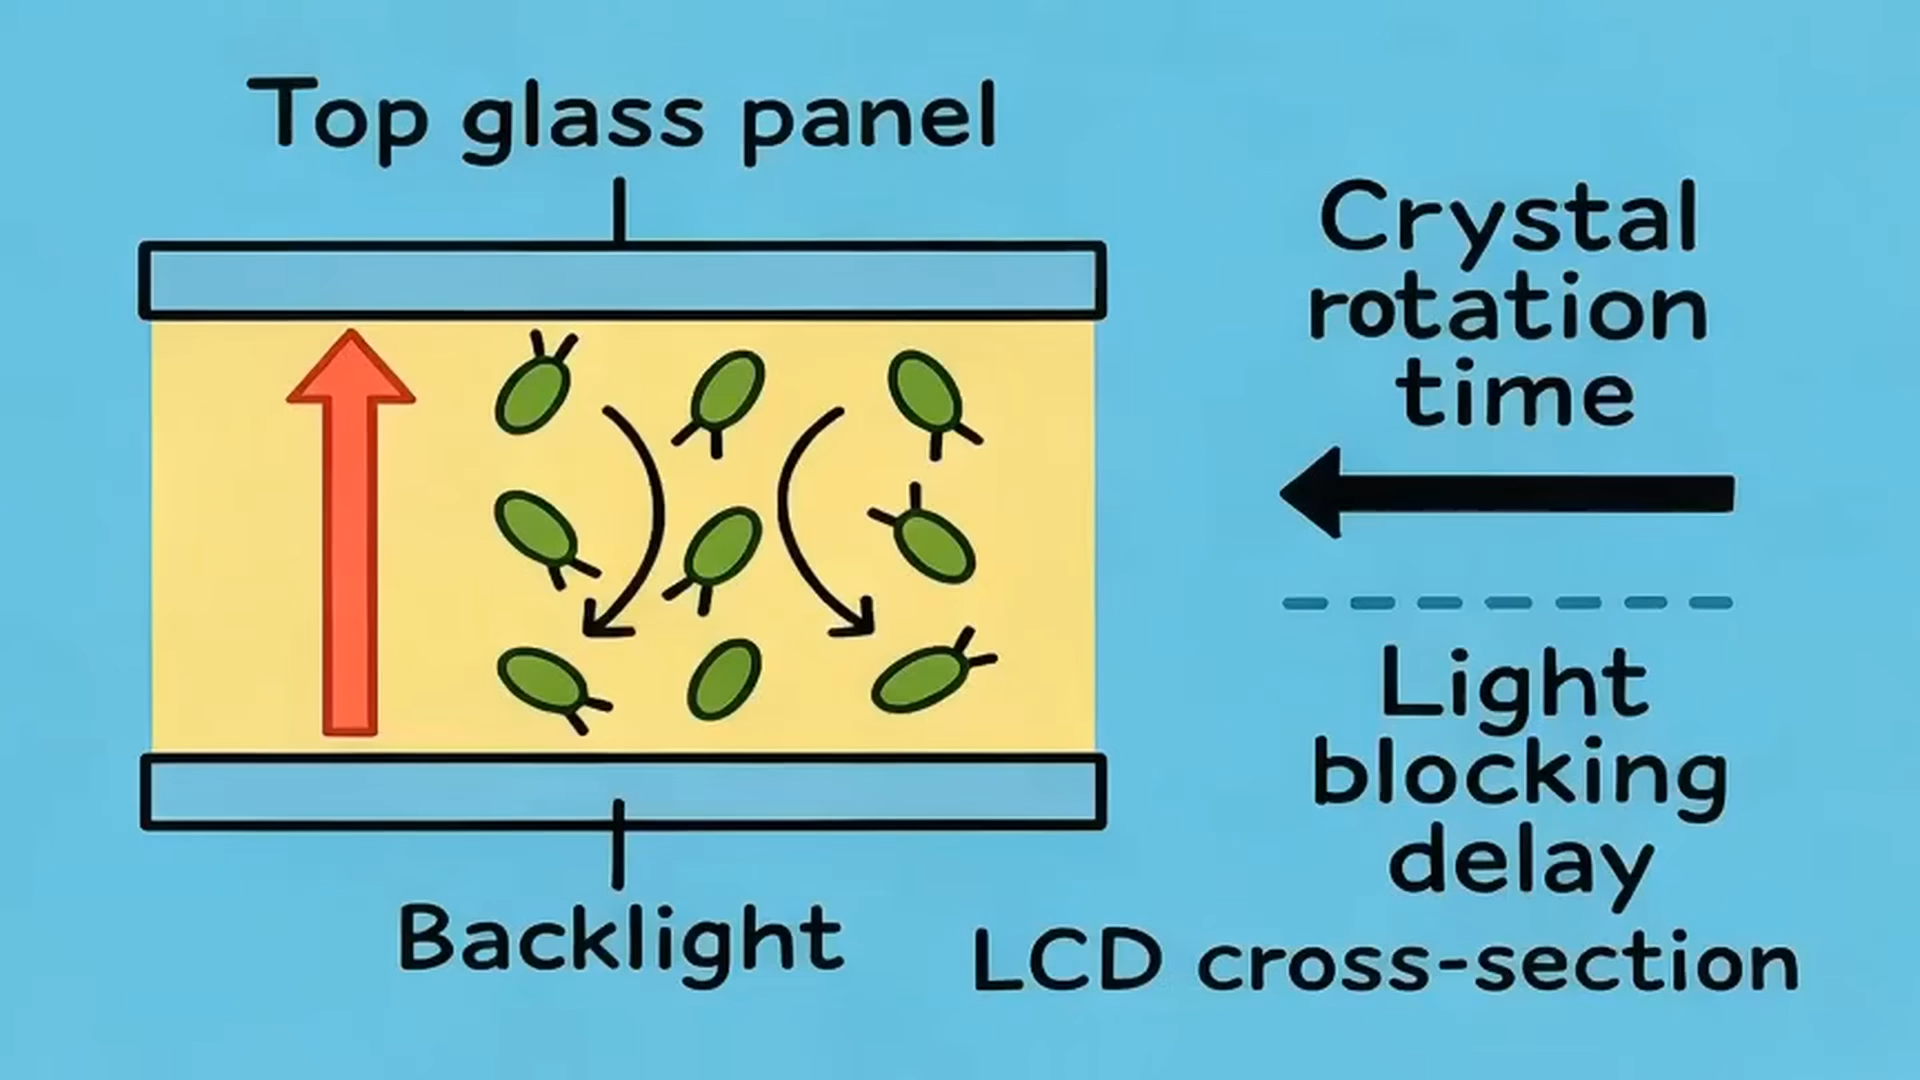 Top glass panel
Crystal
rotation
time
Light
blocking
delay
Backlight
LCD cross-section